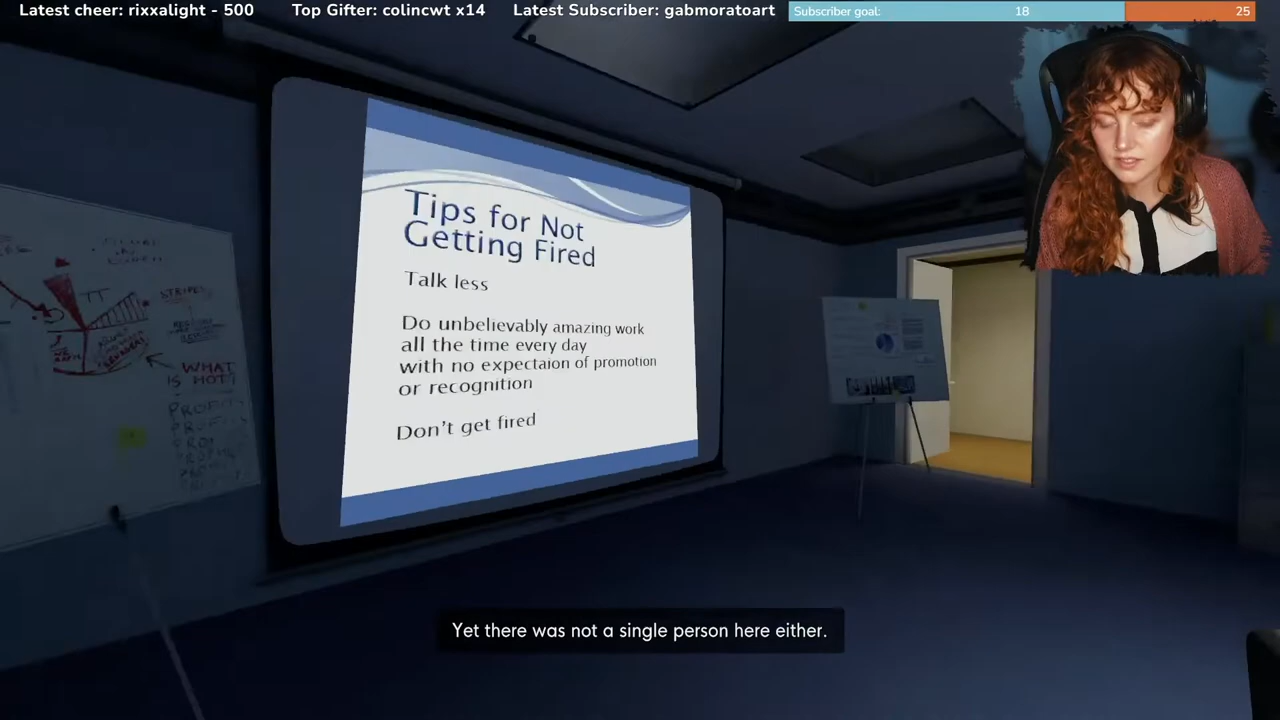 Latest cheer: rixxalight - 500
Top Gifter: colincwt x14
Latest Subscriber: gabmoratoart
Subscriber goal:
18
25
Tips for Not
Getting Fired
Talk less
Do unbelievably amazing work
all the time every day
with no expectaion of promotion
or recognition
Don't get fired
WHAT
IS HOT?
Yet there was not a single person here either.